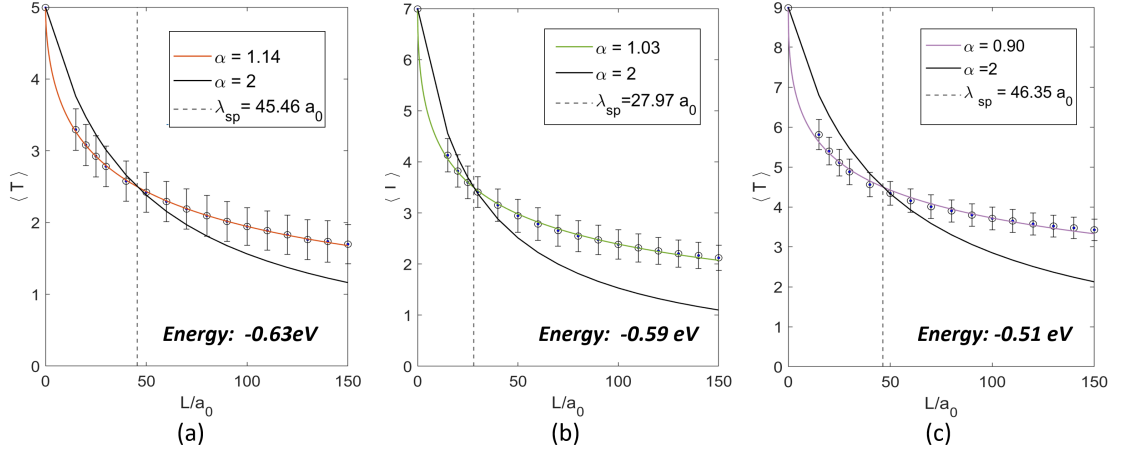 5
4
3
2
1
0
⟨ T ⟩
α = 1.14
α = 2
λsp = 45.46 a0
Energy: -0.63eV
0
50
100
150
L/a0
(a)
7
6
5
4
3
2
1
0
⟨ I ⟩
α = 1.03
α = 2
λsp=27.97 a0
Energy: -0.59 eV
0
50
100
150
L/a0
(b)
9
8
7
6
5
4
3
2
1
0
⟨ T ⟩
α = 0.90
α =2
λsp = 46.35 a0
Energy: -0.51 eV
0
50
100
150
L/a0
(c)